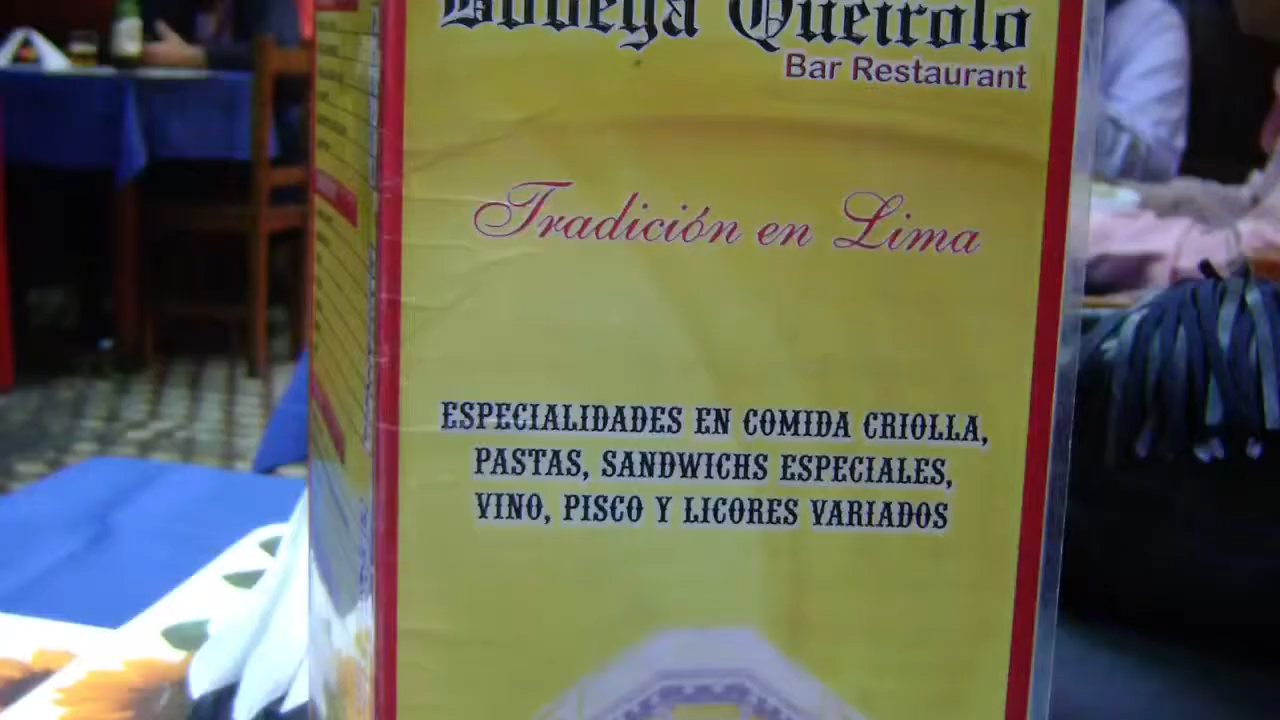 Bodega Queirolo
Bar Restaurant
Tradición en Lima
ESPECIALIDADES EN COMIDA CRIOLLA,
PASTAS, SANDWICHS ESPECIALES,
VINO, PISCO Y LICORES VARIADOS